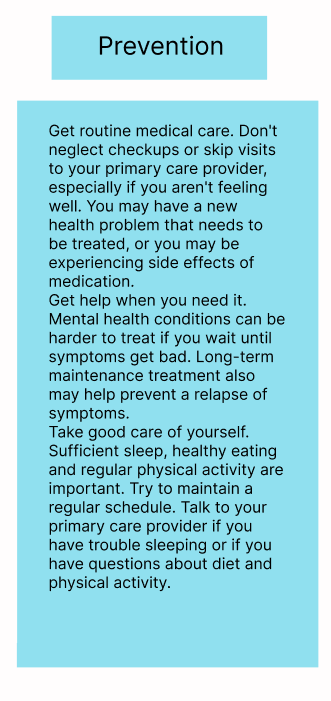 Prevention
Get routine medical care. Don't
neglect checkups or skip visits
to your primary care provider,
especially if you aren't feeling
well. You may have a new
health problem that needs to
be treated, or you may be
experiencing side effects of
medication.
Get help when you need it.
Mental health conditions can be
harder to treat if you wait until
symptoms get bad. Long-term
maintenance treatment also
may help prevent a relapse of
symptoms.
Take good care of yourself.
Sufficient sleep, healthy eating
and regular physical activity are
important. Try to maintain a
regular schedule. Talk to your
primary care provider if you
have trouble sleeping or if you
have questions about diet and
physical activity.